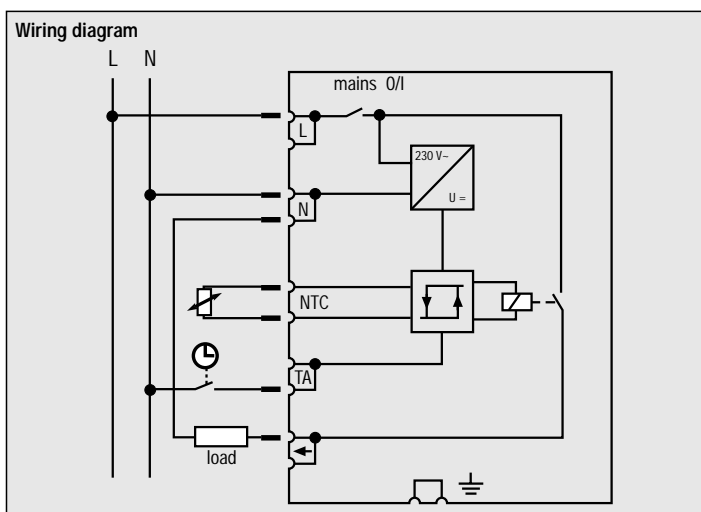 Wiring diagram
L N
mains 0/I
L
230 V~
U =
N
NTC
TA
load